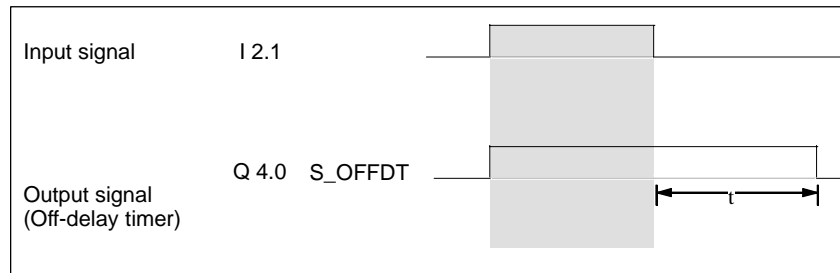 Input signal I 2.1
Q 4.0 S_OFFDT
Output signal
(Off-delay timer)
t